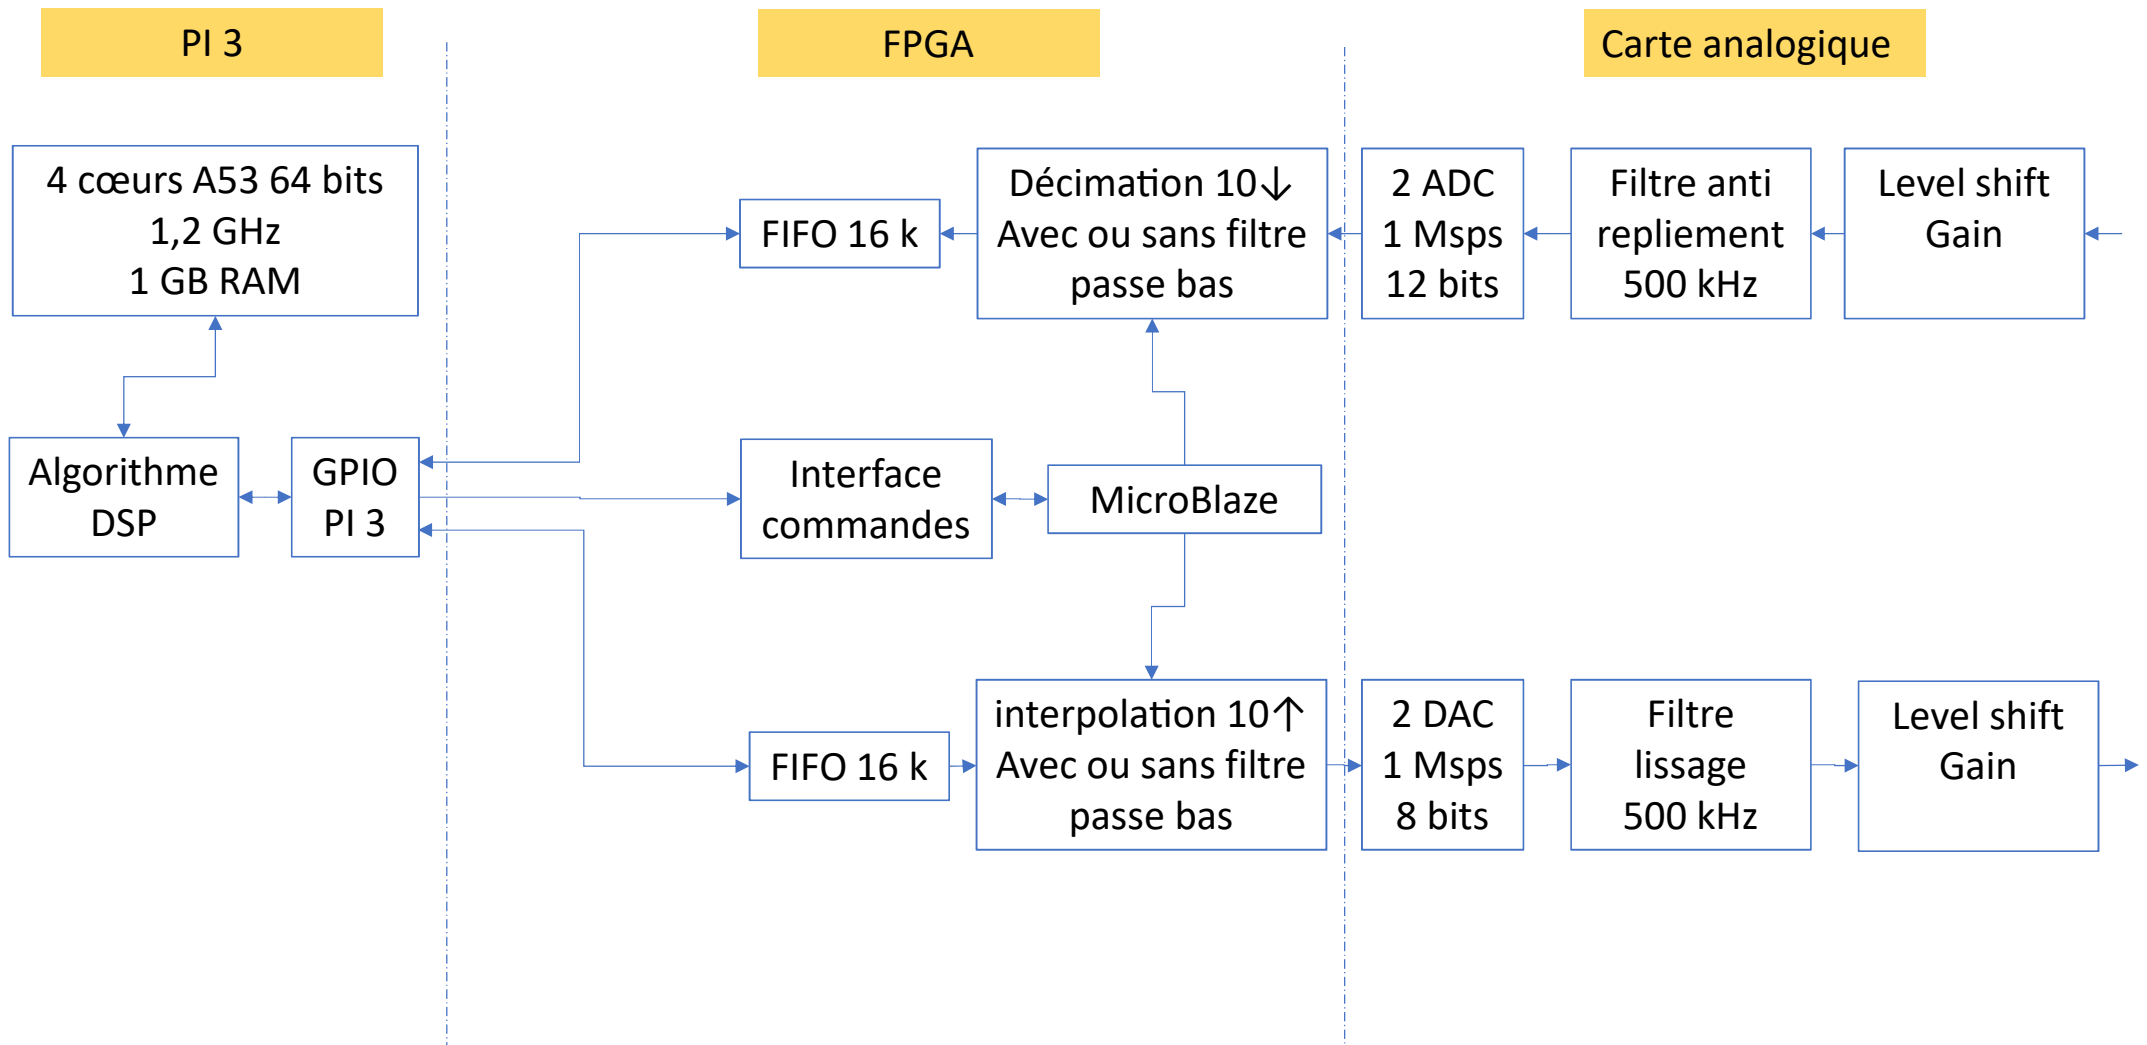 PI 3
FPGA
Carte analogique
4 cœurs A53 64 bits
1,2 GHz
1 GB RAM
FIFO 16 k
Décimation 10↓
Avec ou sans filtre
passe bas
2 ADC
1 Msps
12 bits
Filtre anti
repliement
500 kHz
Level shift
Gain
Algorithme
DSP
GPIO
PI 3
Interface
commandes
MicroBlaze
FIFO 16 k
interpolation 10↑
Avec ou sans filtre
passe bas
2 DAC
1 Msps
8 bits
Filtre
lissage
500 kHz
Level shift
Gain